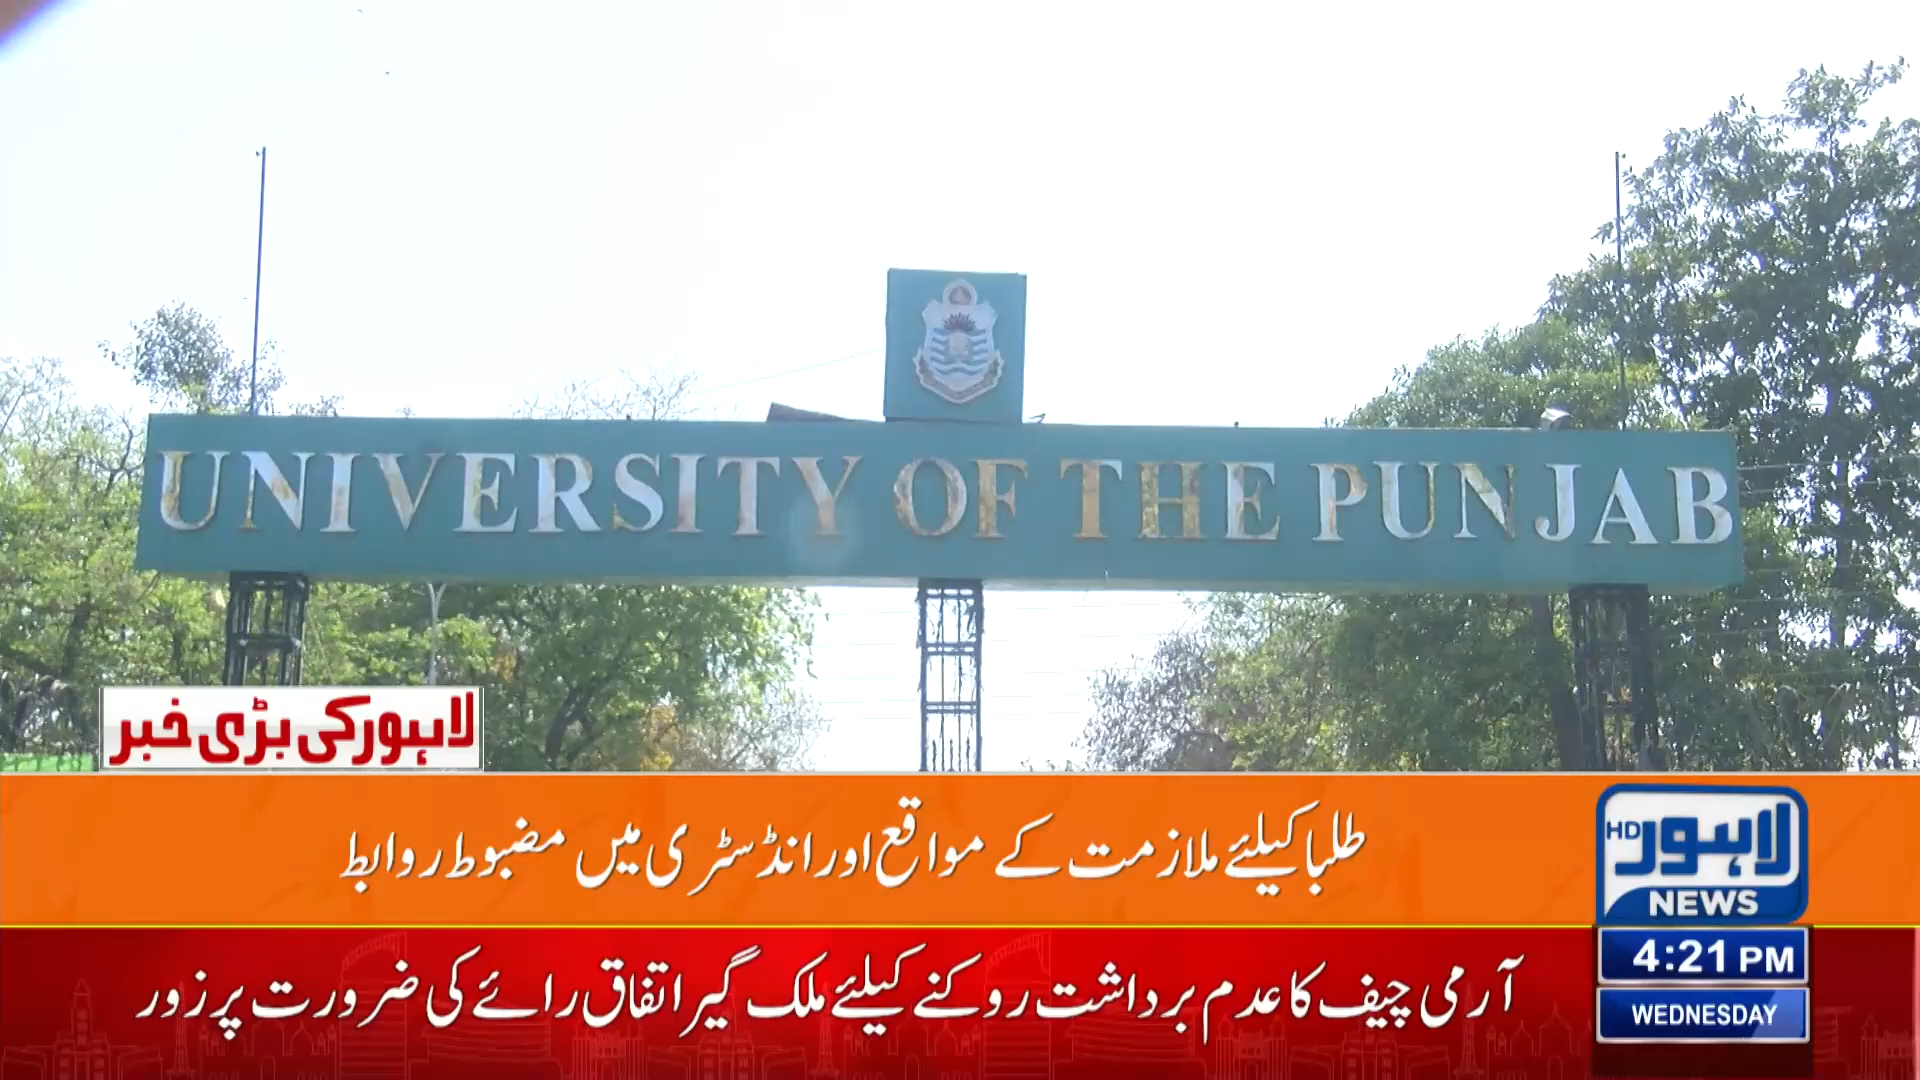 UNIVERSITY OF THE PUNJAB
لاہور کی بڑی خبر
طلبا کیلئے ملازمت کے مواقع اور انڈسٹری میں مضبوط روابط
HD لاہور
NEWS
آرمی چیف کا عدم برداشت روکنے کیلئے ملک گیر اتفاق رائے کی ضرورت پر زور
4:21 PM
WEDNESDAY